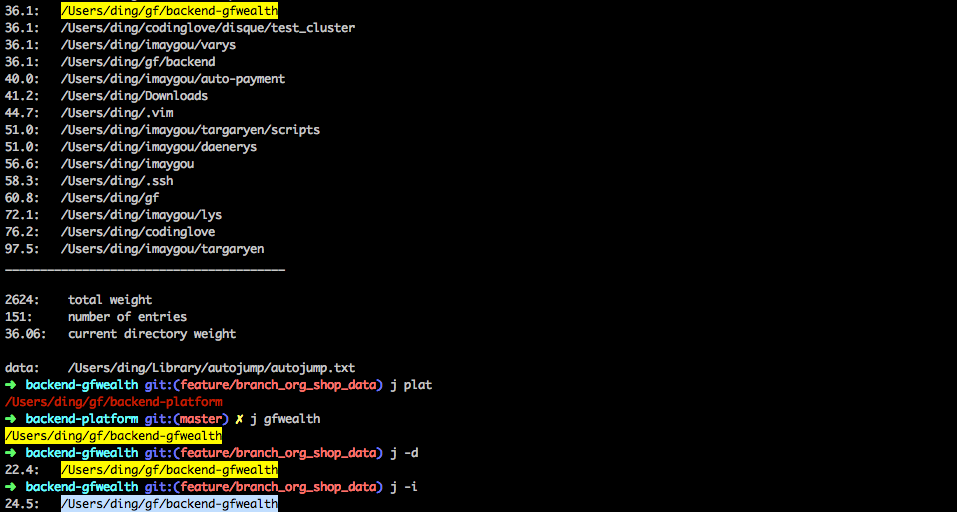 36.1: /Users/ding/gf/backend-gfwealth
36.1: /Users/ding/codinglove/disque/test_cluster
36.1: /Users/ding/imaygou/varys
36.1: /Users/ding/gf/backend
40.0: /Users/ding/imaygou/auto-payment
41.2: /Users/ding/Downloads
44.7: /Users/ding/.vim
51.0: /Users/ding/imaygou/targaryen/scripts
51.0: /Users/ding/imaygou/daenerys
56.6: /Users/ding/imaygou
58.3: /Users/ding/.ssh
60.8: /Users/ding/gf
72.1: /Users/ding/imaygou/lys
76.2: /Users/ding/codinglove
97.5: /Users/ding/imaygou/targaryen
________________________________________
2624: total weight
151: number of entries
36.06: current directory weight
data: /Users/ding/Library/autojump/autojump.txt
➜ backend-gfwealth git:(feature/branch_org_shop_data) j plat
/Users/ding/gf/backend-platform
➜ backend-platform git:(master) ✗ j gfwealth
/Users/ding/gf/backend-gfwealth
➜ backend-gfwealth git:(feature/branch_org_shop_data) j -d
22.4: /Users/ding/gf/backend-gfwealth
➜ backend-gfwealth git:(feature/branch_org_shop_data) j -i
24.5: /Users/ding/gf/backend-gfwealth